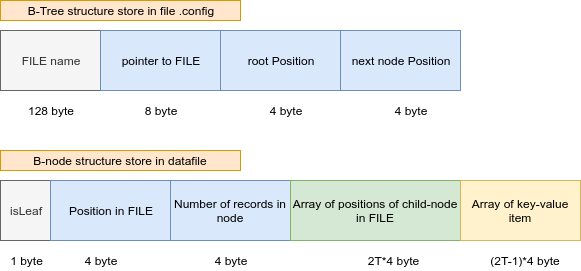 B-Tree structure store in file .config
FILE name
pointer to FILE
root Position
next node Position
128 byte
8 byte
4 byte
4 byte
B-node structure store in datafile
isLeaf
Position in FILE
Number of records in
node
Array of positions of child-node
in FILE
Array of key-value
item
1 byte
4 byte
4 byte
2T*4 byte
(2T-1)*4 byte